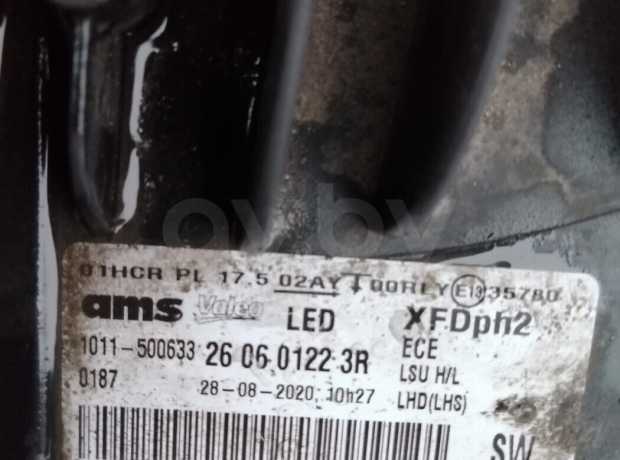 01HCR PL 17.5 02AY 00RLY E13 35780
ams Valeo LED XFDph2
1011-500633 26 06 0122 3R ECE
0187 28-08-2020, 10h27 LSU H/L
LHD(LHS)
SW